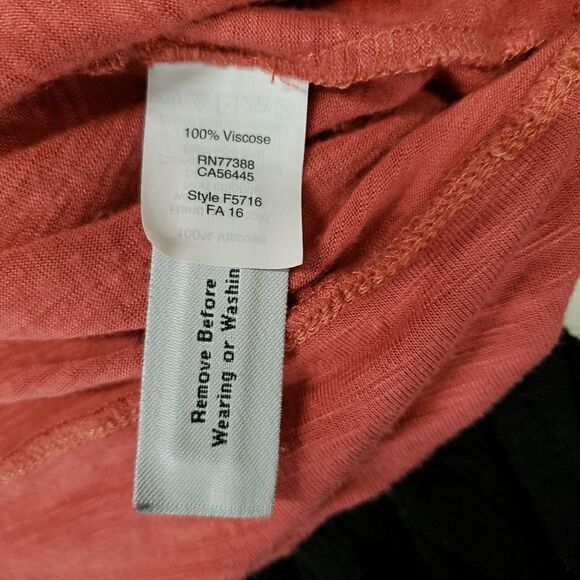 100% Viscose
RN77388
CA56445
Style F5716
FA 16
Remove Before
Wearing or Washin